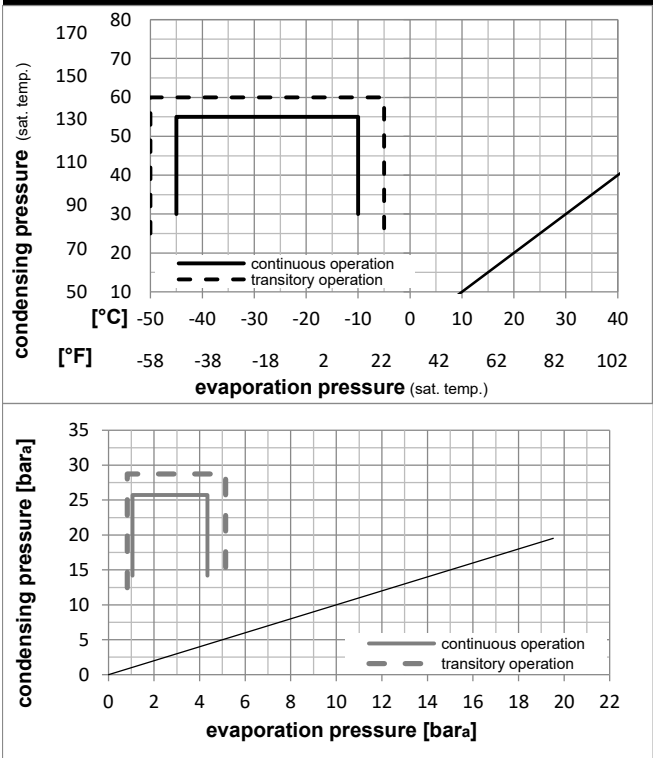 condensing pressure (sat. temp.)
170 80
70
150 60
130 50
110 40
90 30
70 20
50 10
continuous operation
transitory operation
[°C] -50 -40 -30 -20 -10 0 10 20 30 40
[°F] -58 -38 -18 2 22 42 62 82 102
evaporation pressure (sat. temp.)
condensing pressure [bara]
35
30
25
20
15
10
5
0
continuous operation
transitory operation
0 2 4 6 8 10 12 14 16 18 20 22
evaporation pressure [bara]